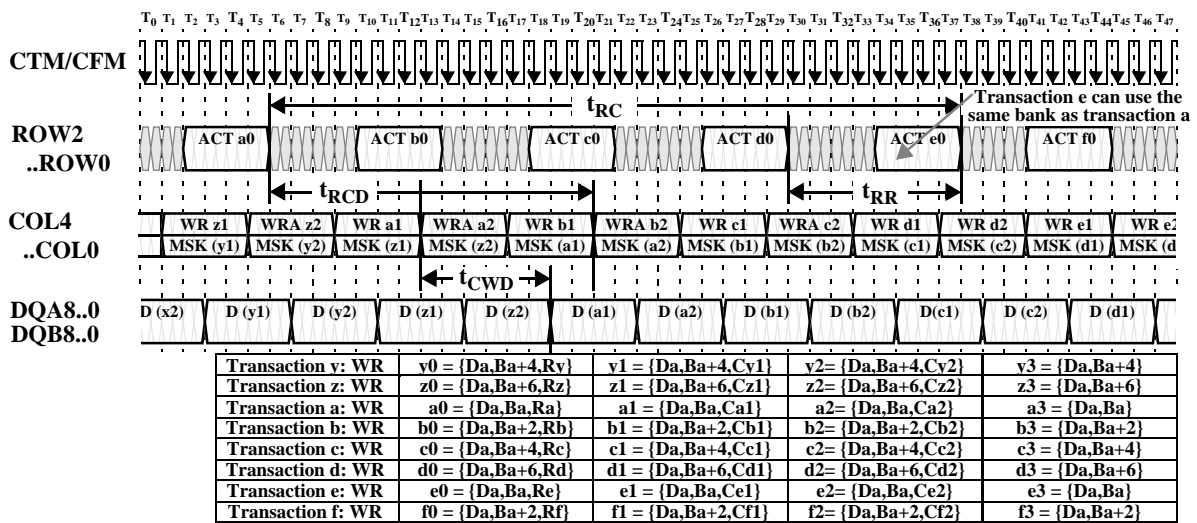 T0 T1 T2 T3 T4 T5 T6 T7 T8 T9 T10 T11 T12 T13 T14 T15 T16 T17 T18 T19 T20 T21 T22 T23 T24 T25 T26 T27 T28 T29 T30 T31 T32 T33 T34 T35 T36 T37 T38 T39 T40 T41 T42 T43 T44 T45 T46 T47
CTM/CFM
tRC
Transaction e can use the
same bank as transaction a
ROW2
..ROW0
ACT a0 ACT b0 ACT c0 ACT d0 ACT e0 ACT f0
tRCD tRR
COL4
..COL0
WR z1 WRA z2 WR a1 WRA a2 WR b1 WRA b2 WR c1 WRA c2 WR d1 WR d2 WR e1 WR e2
MSK (y1) MSK (y2) MSK (z1) MSK (z2) MSK (a1) MSK (a2) MSK (b1) MSK (b2) MSK (c1) MSK (c2) MSK (d1) MSK (d
tCWD
DQA8..0
DQB8..0
D (x2) D (y1) D (y2) D (z1) D (z2) D (a1) D (a2) D (b1) D (b2) D(c1) D (c2) D (d1)
Transaction y: WR y0 = {Da,Ba+4,Ry} y1 = {Da,Ba+4,Cy1} y2= {Da,Ba+4,Cy2} y3 = {Da,Ba+4}
Transaction z: WR z0 = {Da,Ba+6,Rz} z1 = {Da,Ba+6,Cz1} z2= {Da,Ba+6,Cz2} z3 = {Da,Ba+6}
Transaction a: WR a0 = {Da,Ba,Ra} a1 = {Da,Ba,Ca1} a2= {Da,Ba,Ca2} a3 = {Da,Ba}
Transaction b: WR b0 = {Da,Ba+2,Rb} b1 = {Da,Ba+2,Cb1} b2= {Da,Ba+2,Cb2} b3 = {Da,Ba+2}
Transaction c: WR c0 = {Da,Ba+4,Rc} c1 = {Da,Ba+4,Cc1} c2= {Da,Ba+4,Cc2} c3 = {Da,Ba+4}
Transaction d: WR d0 = {Da,Ba+6,Rd} d1 = {Da,Ba+6,Cd1} d2= {Da,Ba+6,Cd2} d3 = {Da,Ba+6}
Transaction e: WR e0 = {Da,Ba,Re} e1 = {Da,Ba,Ce1} e2= {Da,Ba,Ce2} e3 = {Da,Ba}
Transaction f: WR f0 = {Da,Ba+2,Rf} f1 = {Da,Ba+2,Cf1} f2= {Da,Ba+2,Cf2} f3 = {Da,Ba+2}